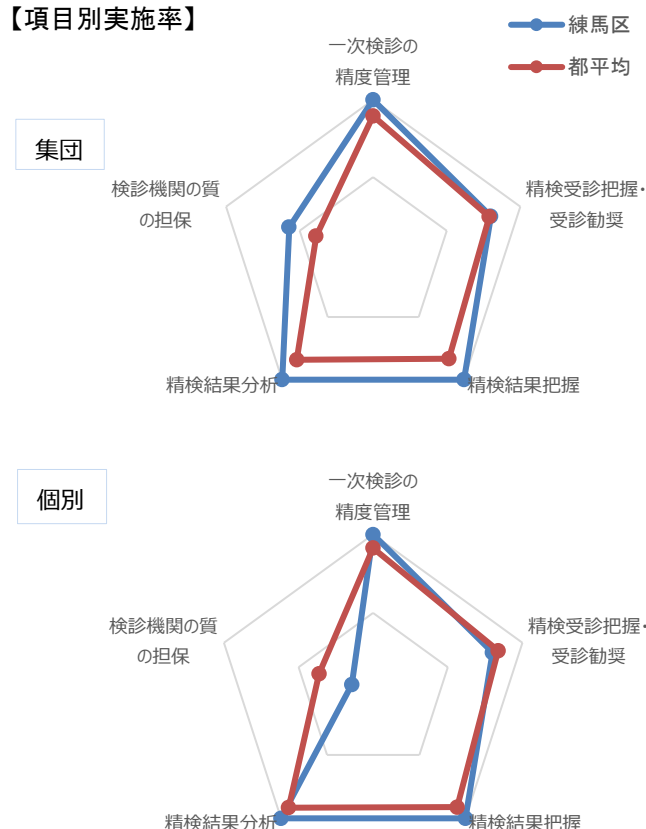 【項目別実施率】
練馬区
都平均
集団
一次検診の
精度管理
精検受診把握・
受診勧奨
検診機関の質
の担保
精検結果分析
精検結果把握
個別
一次検診の
精度管理
精検受診把握・
受診勧奨
検診機関の質
の担保
精検結果分析
精検結果把握